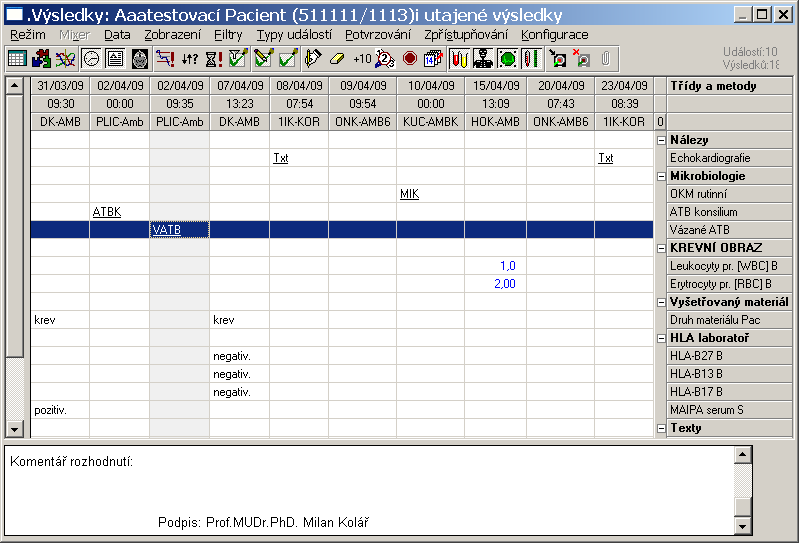 .Výsledky: Aaatestovací Pacient (511111/1113)i utajené výsledky
Režim Mixer Data Zobrazení Filtry Typy událostí Potvrzování Zpřístupňování Konfigurace
+10 Událostí:10
Výsledků:18
31/03/09 02/04/09 02/04/09 07/04/09 08/04/09 09/04/09 10/04/09 15/04/09 20/04/09 23/04/09 Třídy a metody
09:30 00:00 09:35 13:23 07:54 09:54 00:00 13:09 07:43 08:39
DK-AMB PLIC-Amb PLIC-Amb DK-AMB 1IK-KOR ONK-AMB6 KUC-AMBK HOK-AMB ONK-AMB6 1IK-KOR 0
Nálezy
Txt Txt Echokardiografie
Mikrobiologie
MIK OKM rutinní
ATBK ATB konsilium
VATB Vázané ATB
KREVNÍ OBRAZ
1,0 Leukocyty pr. [WBC] B
2,00 Erytrocyty pr. [RBC] B
Vyšetřovaný materiál
krev krev Druh materiálu Pac
HLA laboratoř
negativ. HLA-B27 B
negativ. HLA-B13 B
negativ. HLA-B17 B
pozitiv. MAIPA serum S
Texty
Komentář rozhodnutí:
Podpis: Prof.MUDr.PhD. Milan Kolář